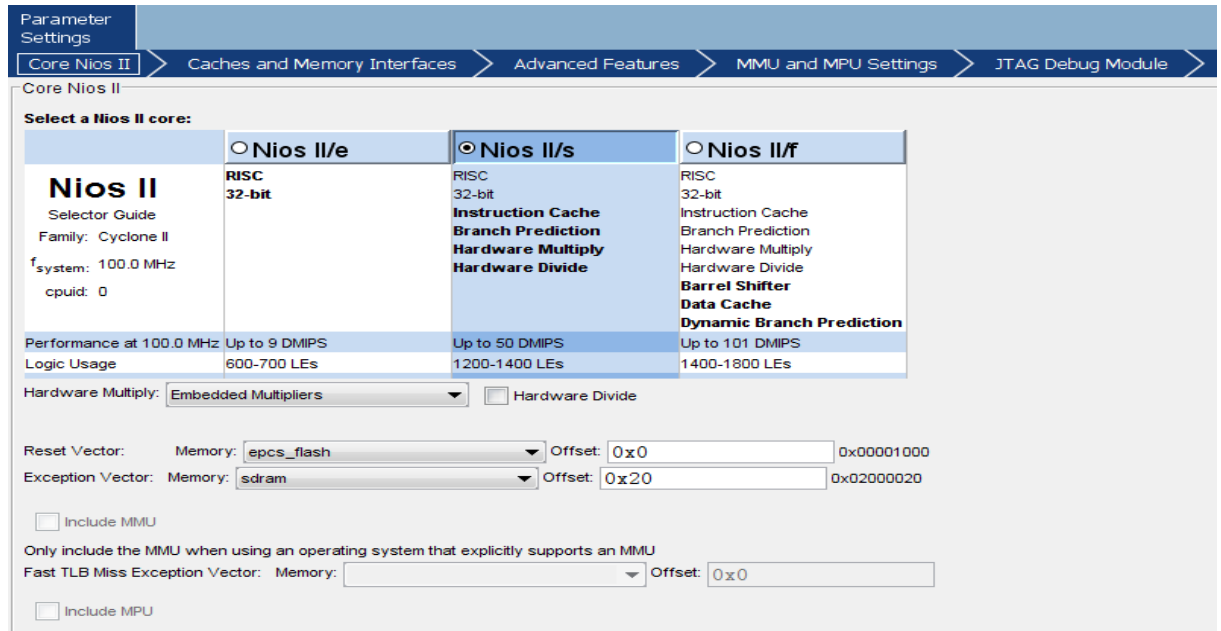 Parameter
Settings
Core Nios II Caches and Memory Interfaces Advanced Features MMU and MPU Settings JTAG Debug Module
Core Nios II
Select a Nios II core:
Nios II/e Nios II/s Nios II/f
Nios II
Selector Guide
Family: Cyclone II
fsystem: 100.0 MHz
cpuid: 0
RISC
32-bit
RISC
32-bit
Instruction Cache
Branch Prediction
Hardware Multiply
Hardware Divide
RISC
32-bit
Instruction Cache
Branch Prediction
Hardware Multiply
Hardware Divide
Barrel Shifter
Data Cache
Dynamic Branch Prediction
Performance at 100.0 MHz Up to 9 DMIPS Up to 50 DMIPS Up to 101 DMIPS
Logic Usage 600-700 LEs 1200-1400 LEs 1400-1800 LEs
Hardware Multiply: Embedded Multipliers Hardware Divide
Reset Vector: Memory: epcs_flash Offset: 0x0 0x00001000
Exception Vector: Memory: sdram Offset: 0x20 0x02000020
Include MMU
Only include the MMU when using an operating system that explicitly supports an MMU
Fast TLB Miss Exception Vector: Memory: Offset: 0x0
Include MPU